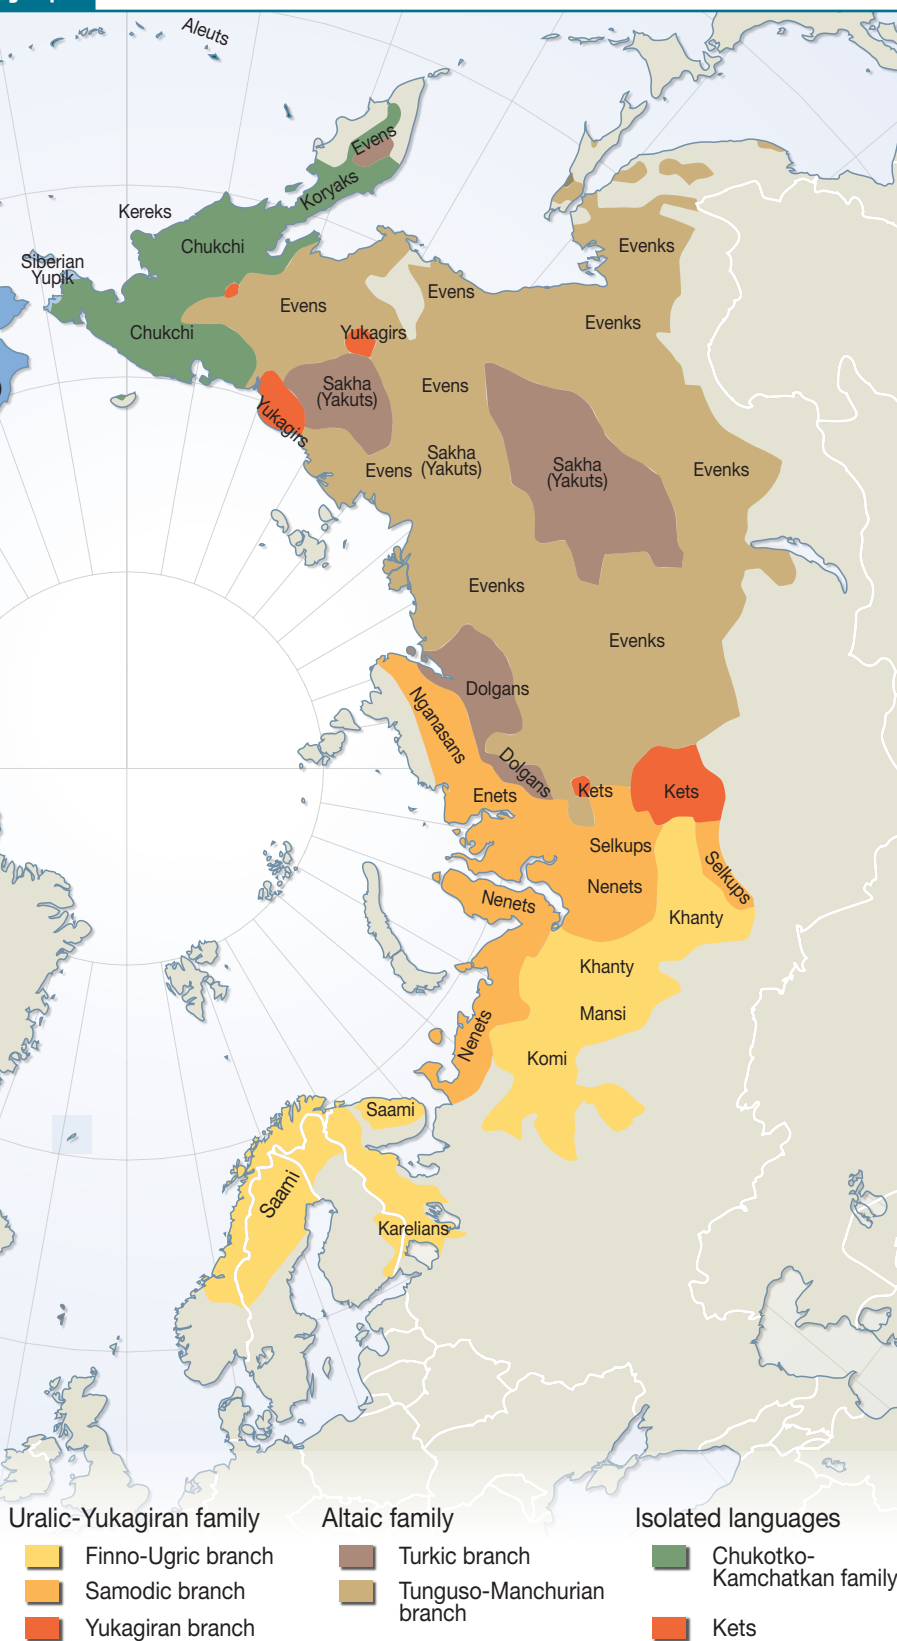 Aleuts
Evens
Koryaks
Kereks
Chukchi
Siberian
Yupik
Evenks
Evens
Evens
Chukchi
Yukagirs
Evenks
Sakha
(Yakuts)
Evens
Yukagirs
Sakha
(Yakuts)
Evens
Sakha
(Yakuts)
Evenks
Evenks
Evenks
Dolgans
Nganasans
Dolgans
Enets
Kets
Kets
Selkups
Selkups
Nenets
Nenets
Khanty
Khanty
Mansi
Nenets
Komi
Saami
Saami
Karelians
Uralic-Yukagiran family
Finno-Ugric branch
Samodic branch
Yukagiran branch
Altaic family
Turkic branch
Tunguso-Manchurian
branch
Isolated languages
Chukotko-
Kamchatkan family
Kets